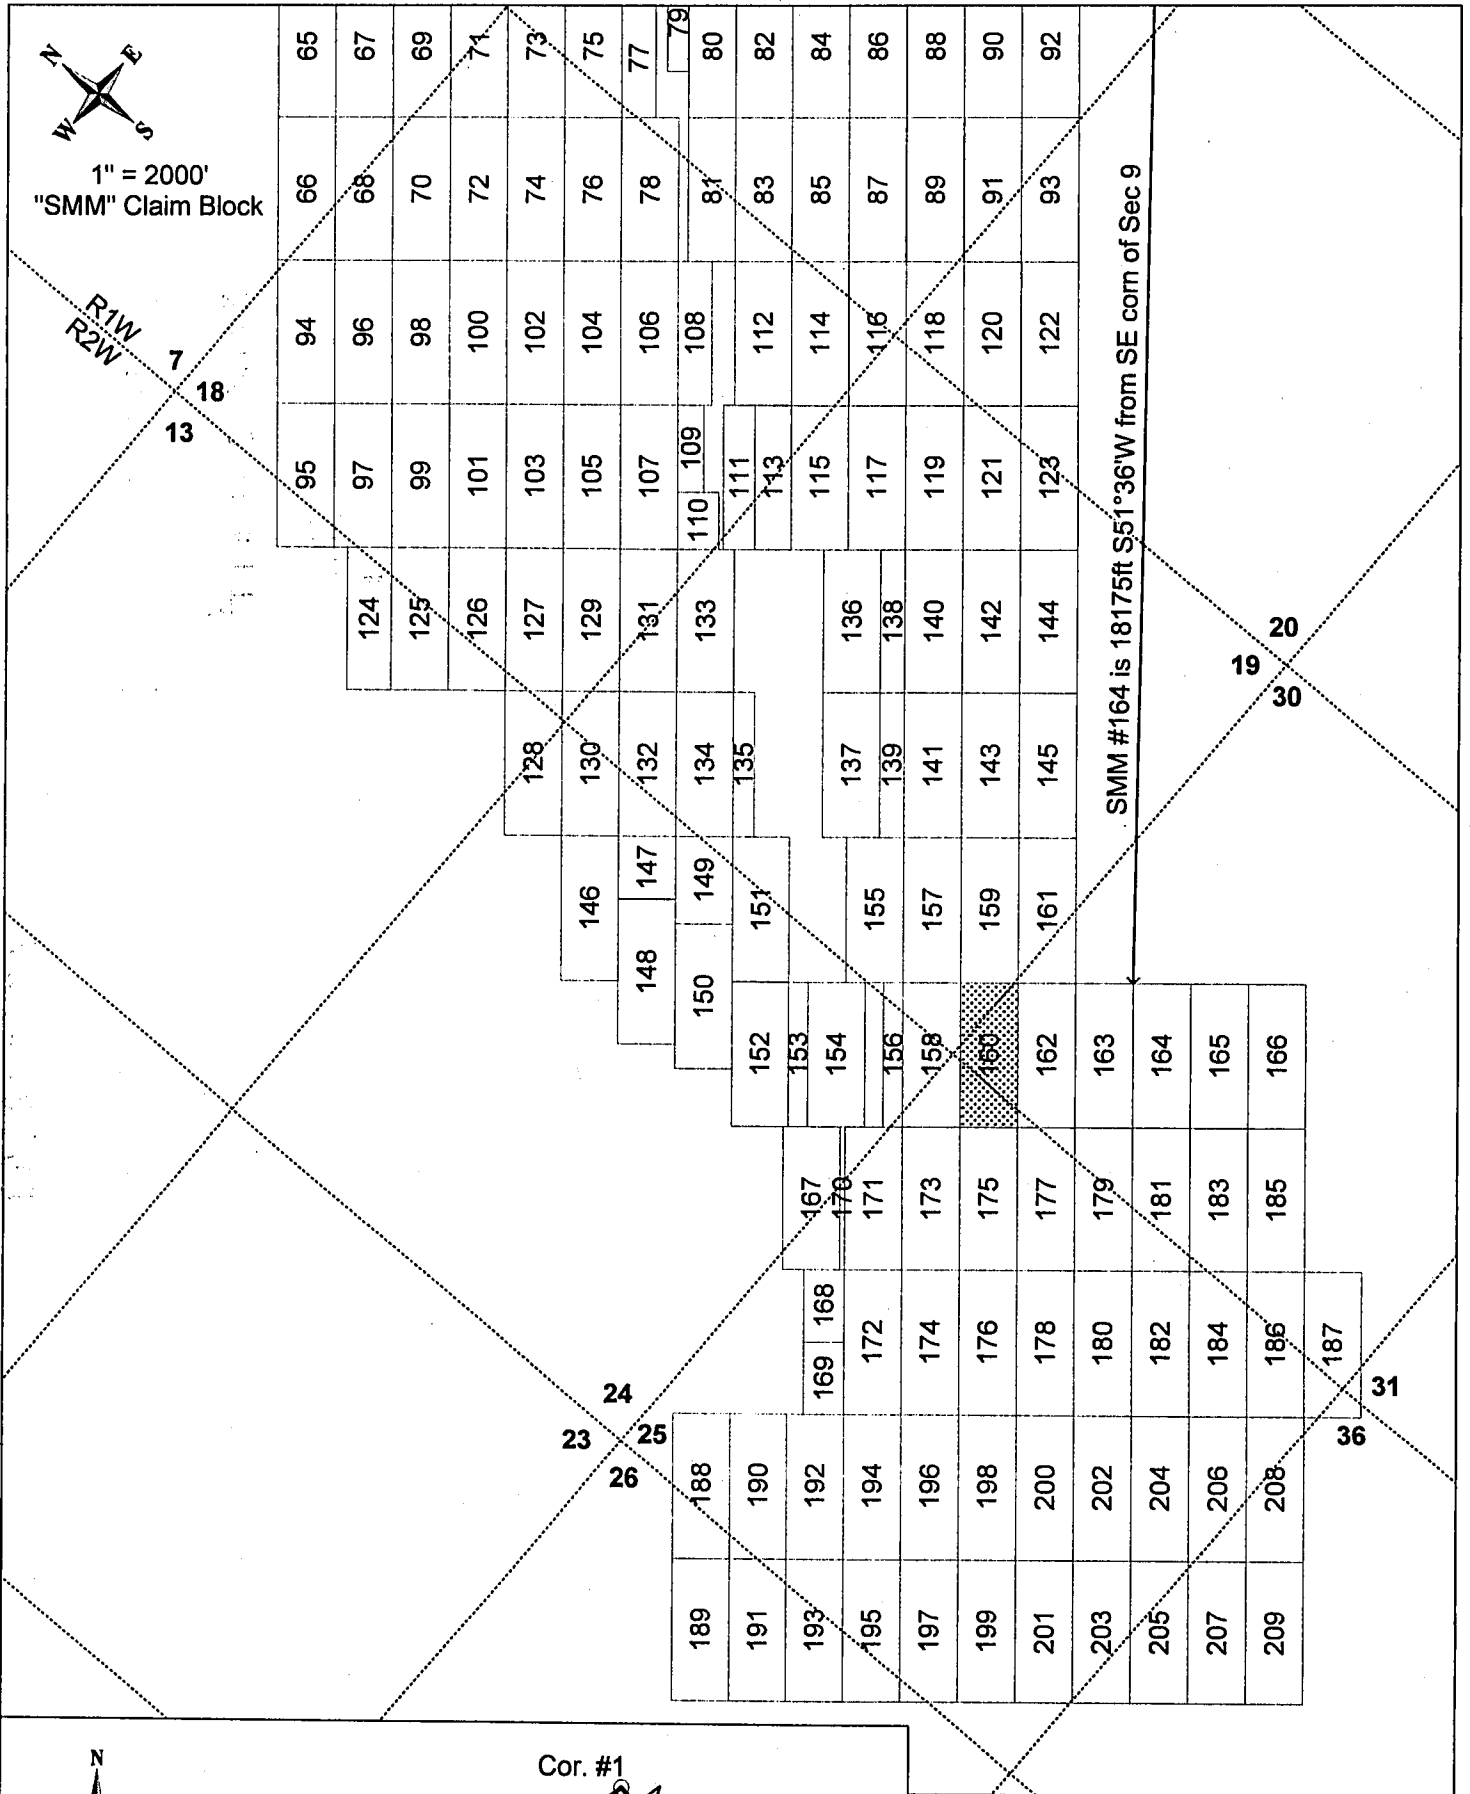 N E
W S
1" = 2000'
"SMM" Claim Block
65 67 69 71 73 75 77 79 80 82 84 86 88 90 92
66 68 70 72 74 76 78 81 83 85 87 89 91 93
R1W
R2W
94 96 98 100 102 104 106 108 112 114 116 118 120 122
7
18
13
95 97 99 101 103 105 107 109 110 111 113 115 117 119 121 123
SMM #164 is 18175ft S51°36'W from SE corn of Sec 9
124 125 126 127 129 131 133 136 138 140 142 144
20
19
30
128 130 132 134 135 137 139 141 143 145
146 147 149 151 155 157 159 161
148 150
152 153 154 156 158 160 162 163 164 165 166
167 170 171 173 175 177 179 181 183 185
168 169 172 174 176 178 180 182 184 186 187
24
23
25
26
31
36
188 190 192 194 196 198 200 202 204 206 208
189 191 193 195 197 199 201 203 205 207 209
N
Cor. #1